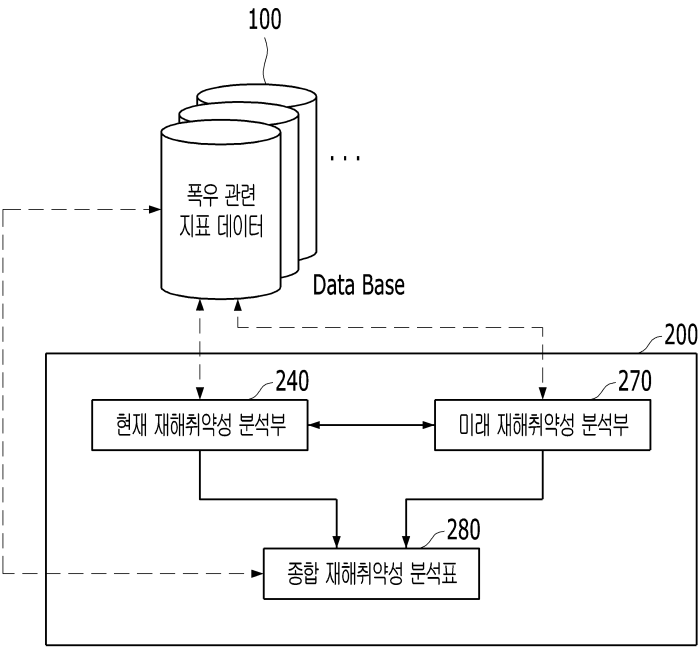 100
폭우 관련
지표 데이터
. . .
Data Base
200
240
270
현재 재해취약성 분석부
미래 재해취약성 분석부
280
종합 재해취약성 분석표